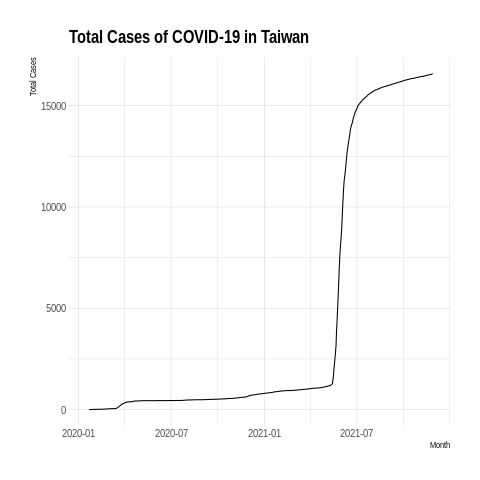 Total Cases of COVID-19 in Taiwan
Total Cases
15000
10000
5000
0
2020-01 2020-07 2021-01 2021-07
Month